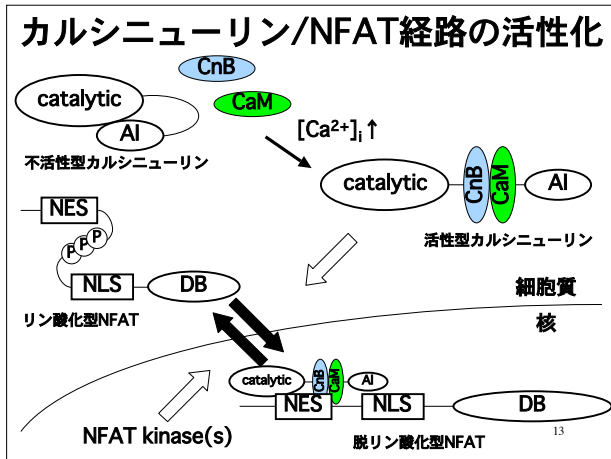 カルシニューリン/NFAT経路の活性化
CnB
catalytic
CaM
AI
[Ca²⁺]ᵢ↑
不活性型カルシニューリン
catalytic
CnB
CaM
AI
活性型カルシニューリン
NES
P
P
P
NLS
DB
リン酸化型NFAT
細胞質
核
catalytic
CnB
CaM
AI
NES
NLS
DB
NFAT kinase(s)
脱リン酸化型NFAT
13